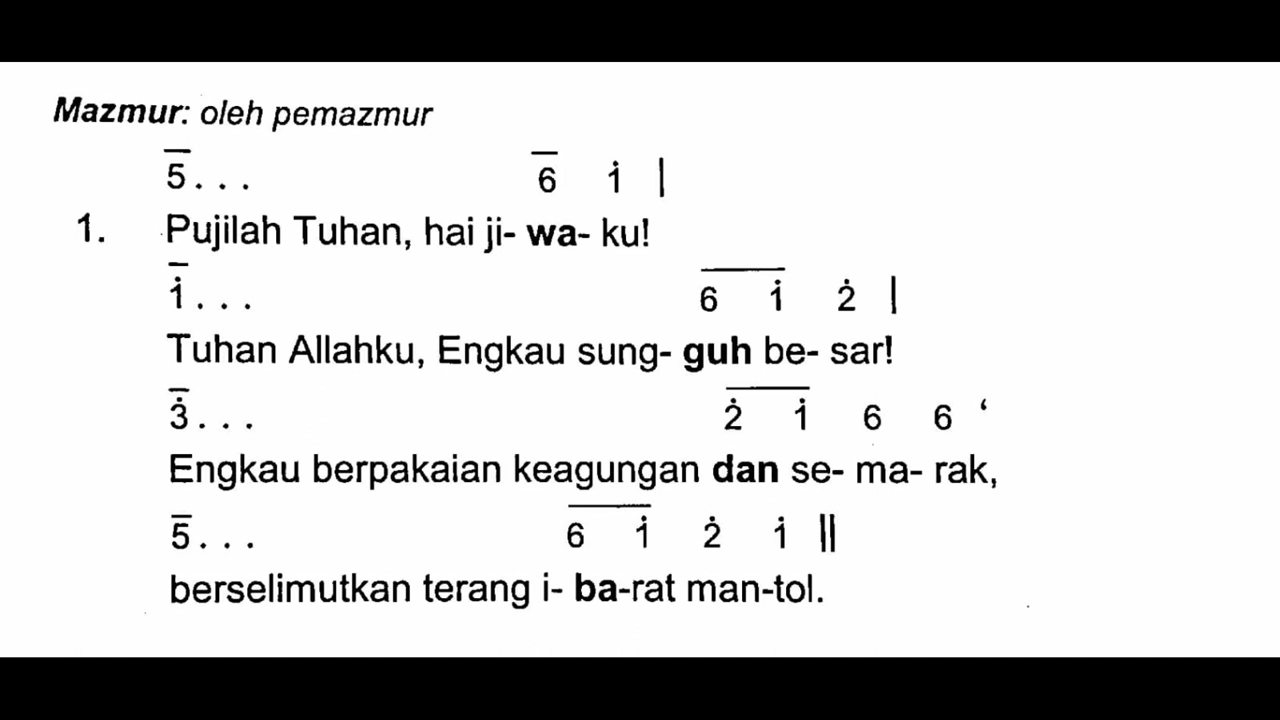 Mazmur: oleh pemazmur
5̅ . . . 6̅ 1̇ |
1. Pujilah Tuhan, hai ji- wa- ku!
1̇̅ . . . 6̅ 1̇̅ 2̇ |
Tuhan Allahku, Engkau sung- guh be- sar!
3̇̅ . . . 2̇̅ 1̇̅ 6 6 ‘
Engkau berpakaian keagungan dan se- ma- rak,
5̅ . . . 6̅ 1̇̅ 2̇ 1̇ ||
berselimutkan terang i- ba-rat man-tol.